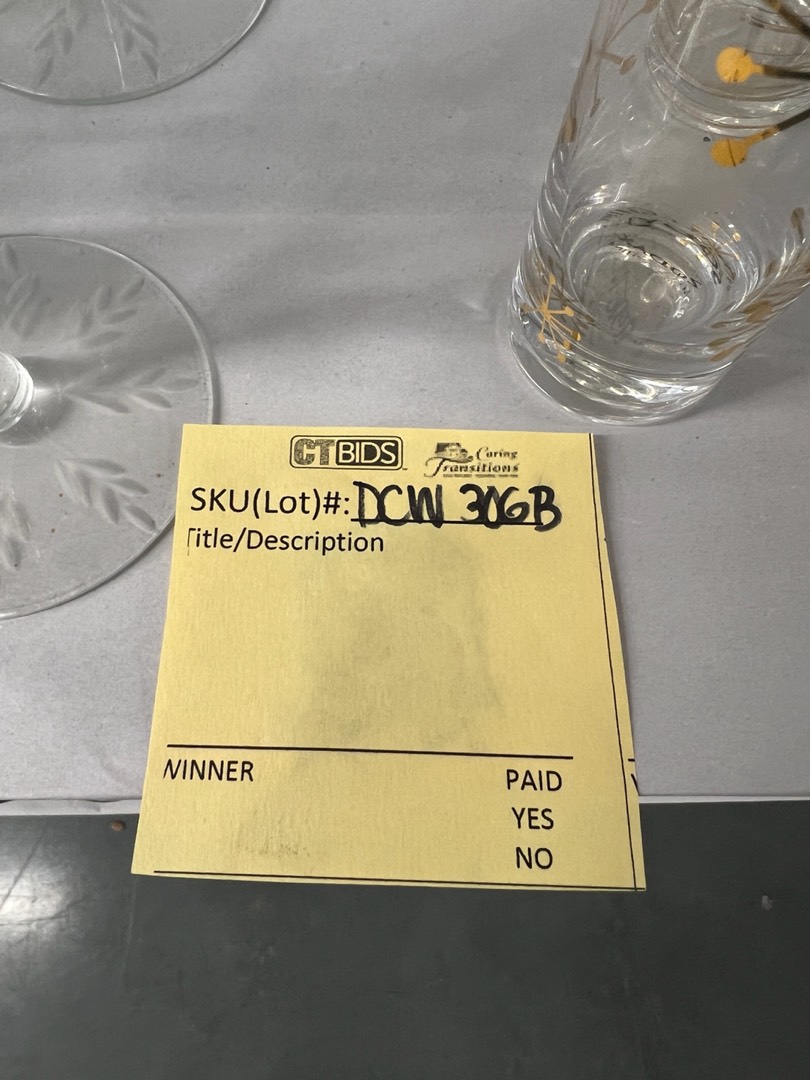 CTBIDS
Caring
Transitions
SKU(Lot)#: DCW 306B
Title/Description
WINNER
PAID
YES
NO